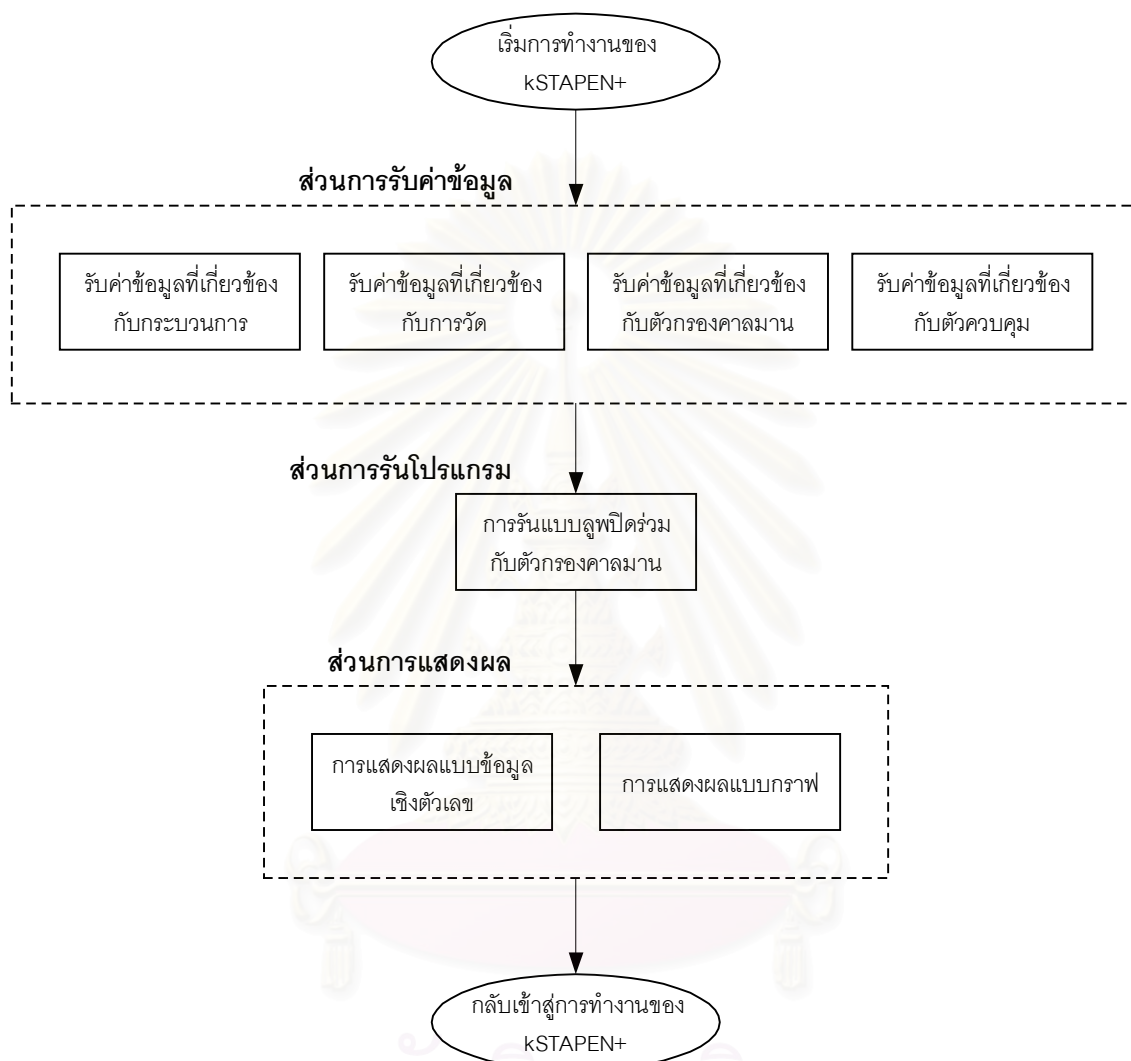 เริ่มการทำงานของ
kSTAPEN+
ส่วนการรับค่าข้อมูล
รับค่าข้อมูลที่เกี่ยวข้อง
กับกระบวนการ
รับค่าข้อมูลที่เกี่ยวข้อง
กับการวัด
รับค่าข้อมูลที่เกี่ยวข้อง
กับตัวกรองคาลมาน
รับค่าข้อมูลที่เกี่ยวข้อง
กับตัวควบคุม
ส่วนการรันโปรแกรม
การรันแบบลูพปิดร่วม
กับตัวกรองคาลมาน
ส่วนการแสดงผล
การแสดงผลแบบข้อมูล
เชิงตัวเลข
การแสดงผลแบบกราฟ
กลับเข้าสู่การทำงานของ
kSTAPEN+